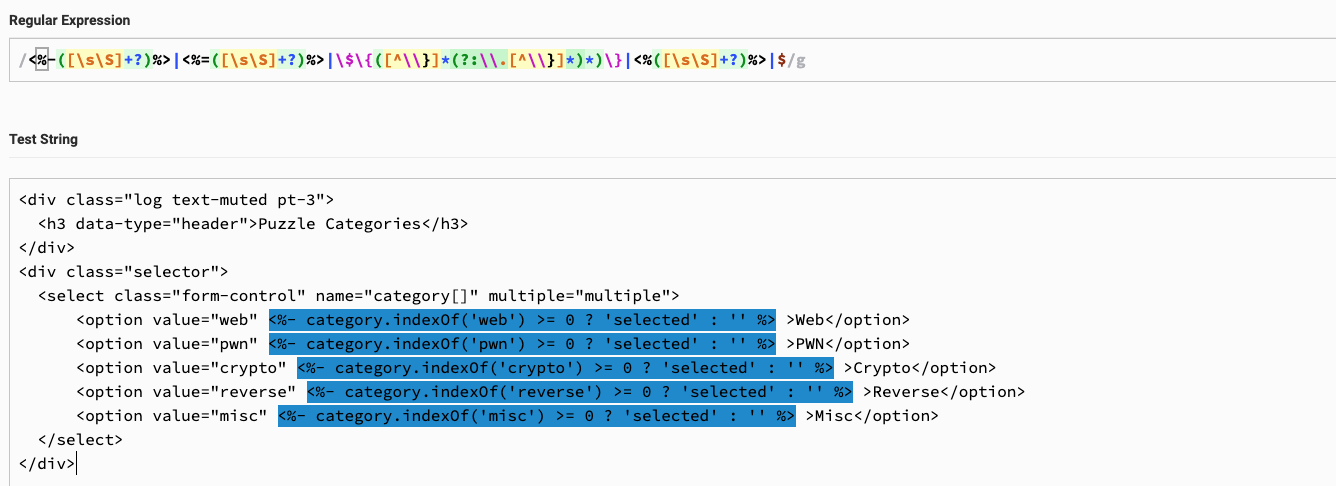 Regular Expression
/<%-([\s\S]+?)%>|<%=([\s\S]+?)%>|\$\{([^\\}]*(?:\\.[^\\}]*)*)\}|<%([\s\S]+?)%>|$/g
Test String
<div class="log text-muted pt-3">
  <h3 data-type="header">Puzzle Categories</h3>
</div>
<div class="selector">
  <select class="form-control" name="category[]" multiple="multiple">
      <option value="web" <%- category.indexOf('web') >= 0 ? 'selected' : '' %> >Web</option>
      <option value="pwn" <%- category.indexOf('pwn') >= 0 ? 'selected' : '' %> >PWN</option>
      <option value="crypto" <%- category.indexOf('crypto') >= 0 ? 'selected' : '' %> >Crypto</option>
      <option value="reverse" <%- category.indexOf('reverse') >= 0 ? 'selected' : '' %> >Reverse</option>
      <option value="misc" <%- category.indexOf('misc') >= 0 ? 'selected' : '' %> >Misc</option>
  </select>
</div>